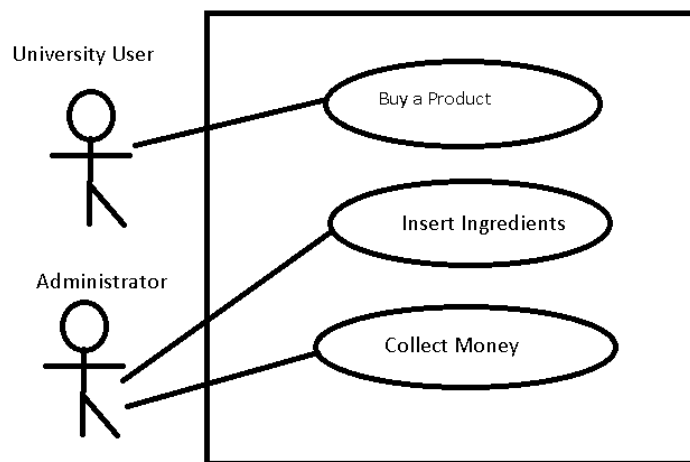 University User
Buy a Product
Insert Ingredients
Administrator
Collect Money